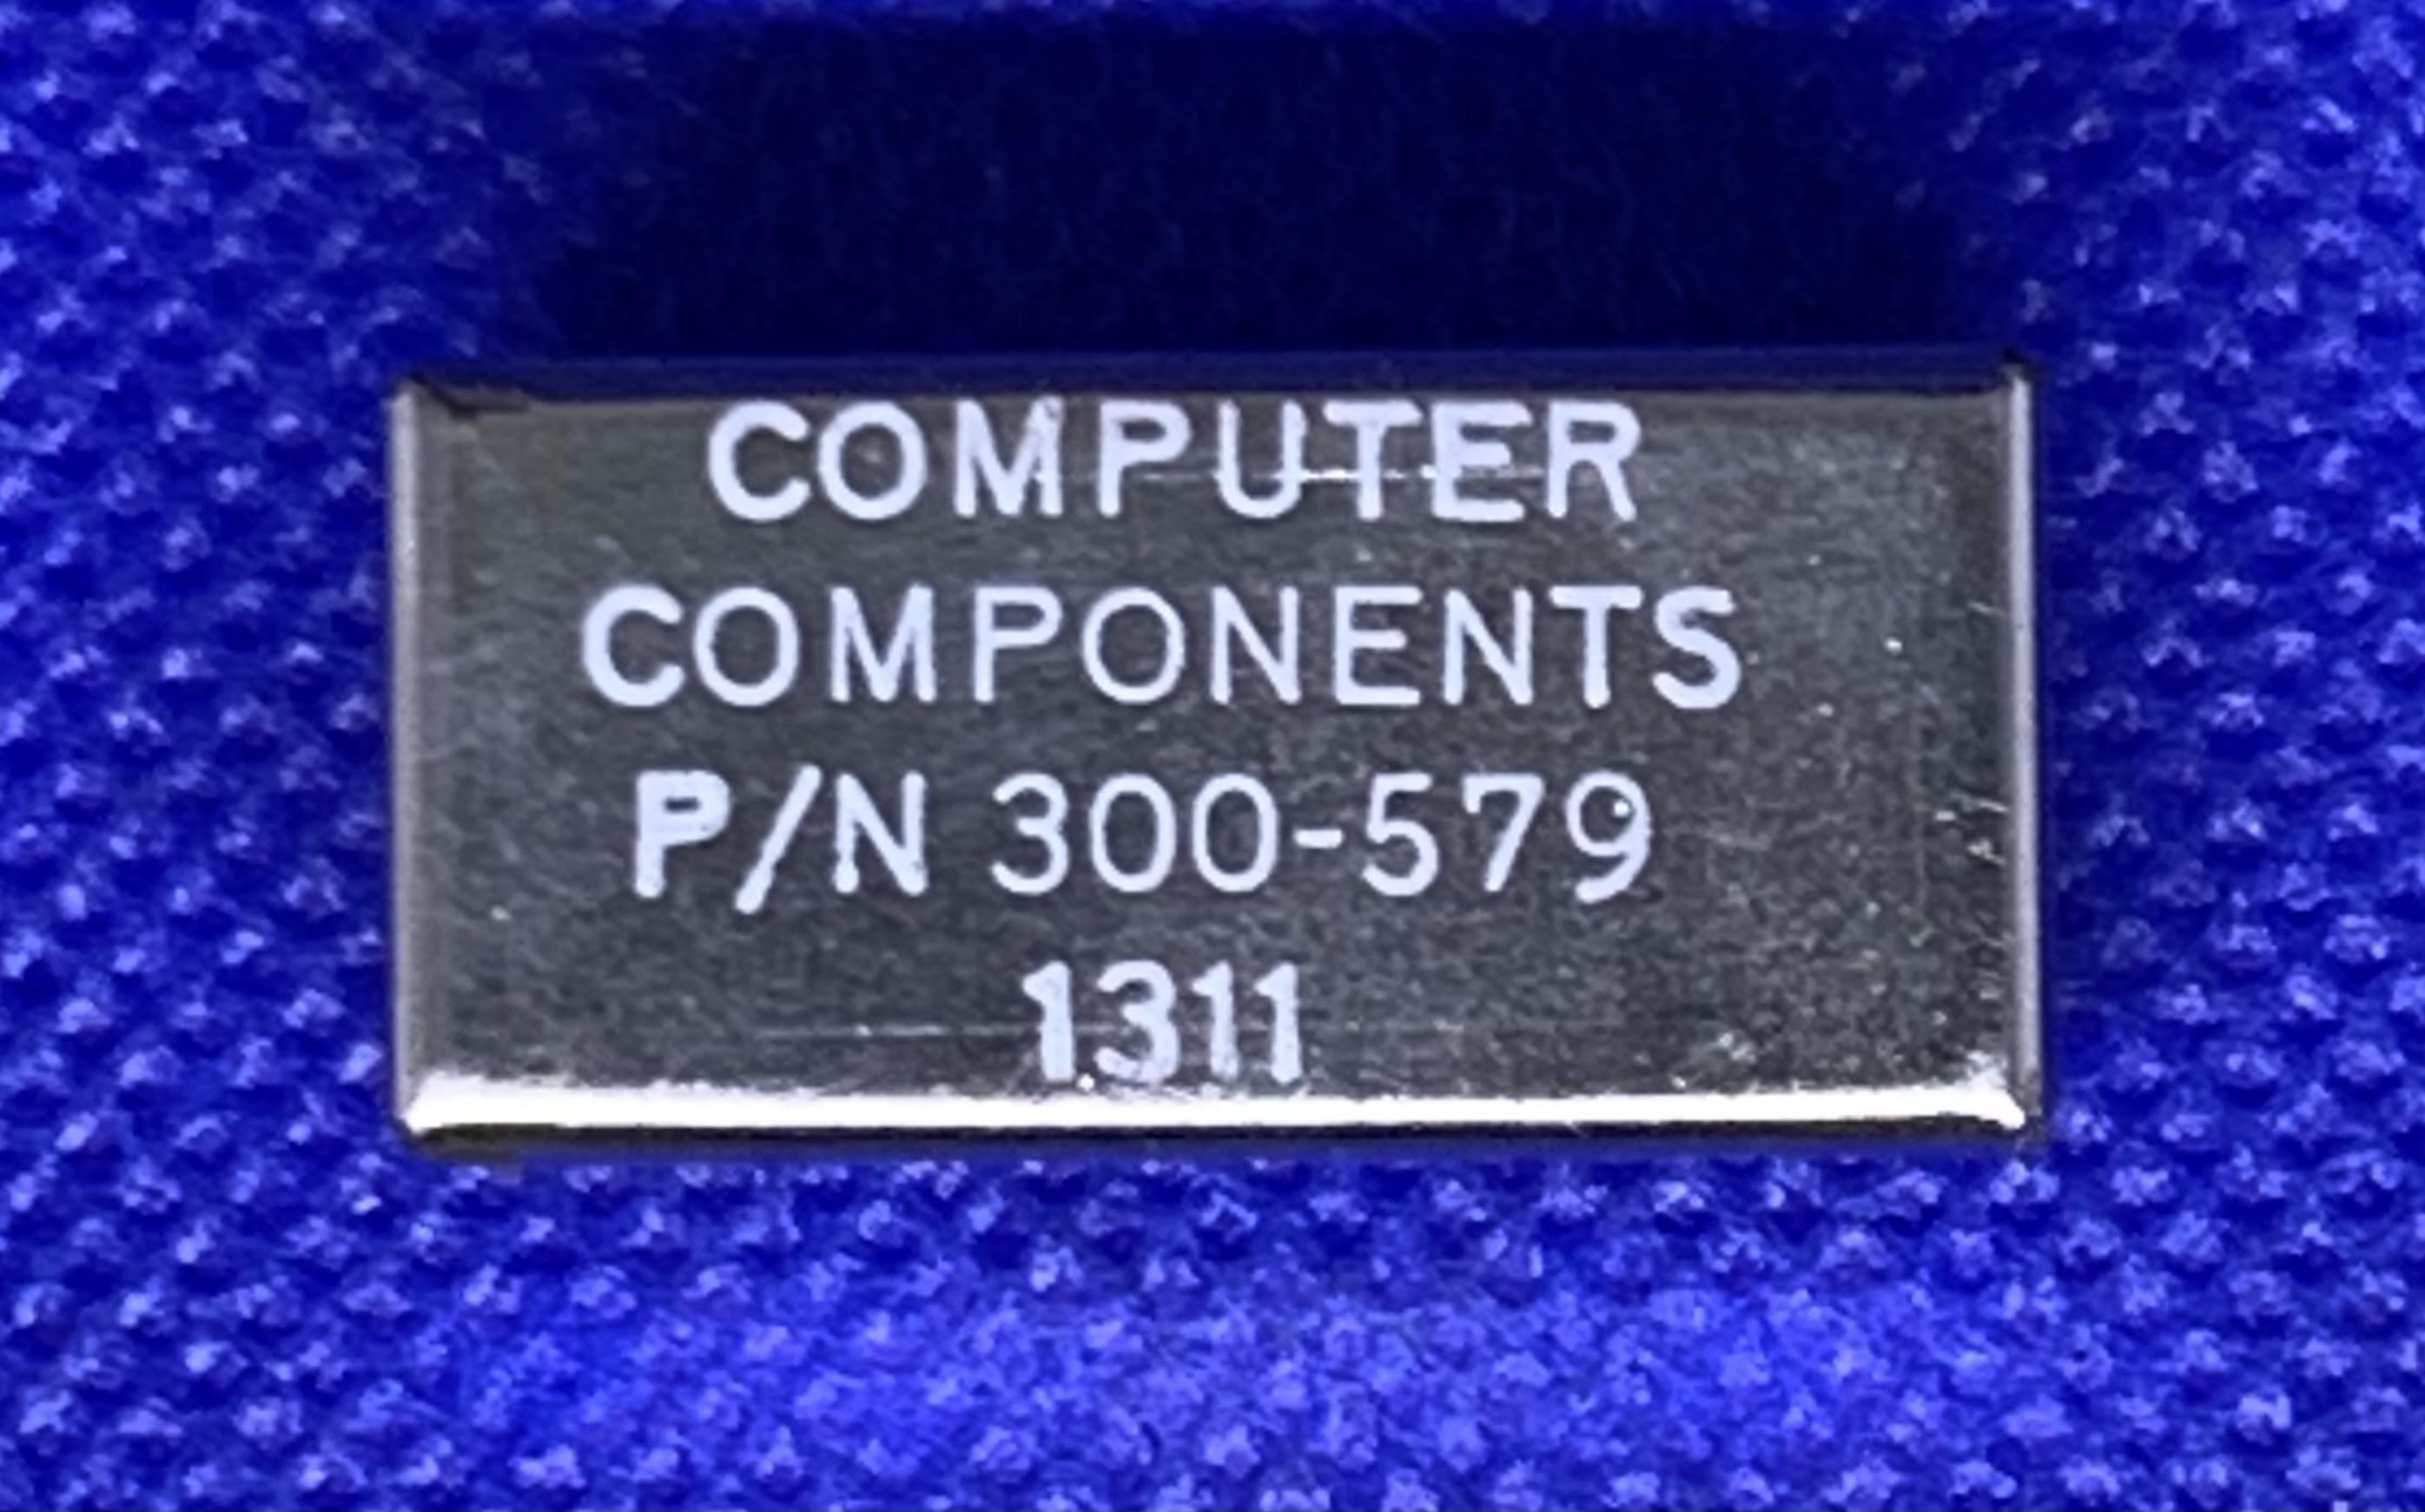 COMPUTER
COMPONENTS
P/N 300-579
1311